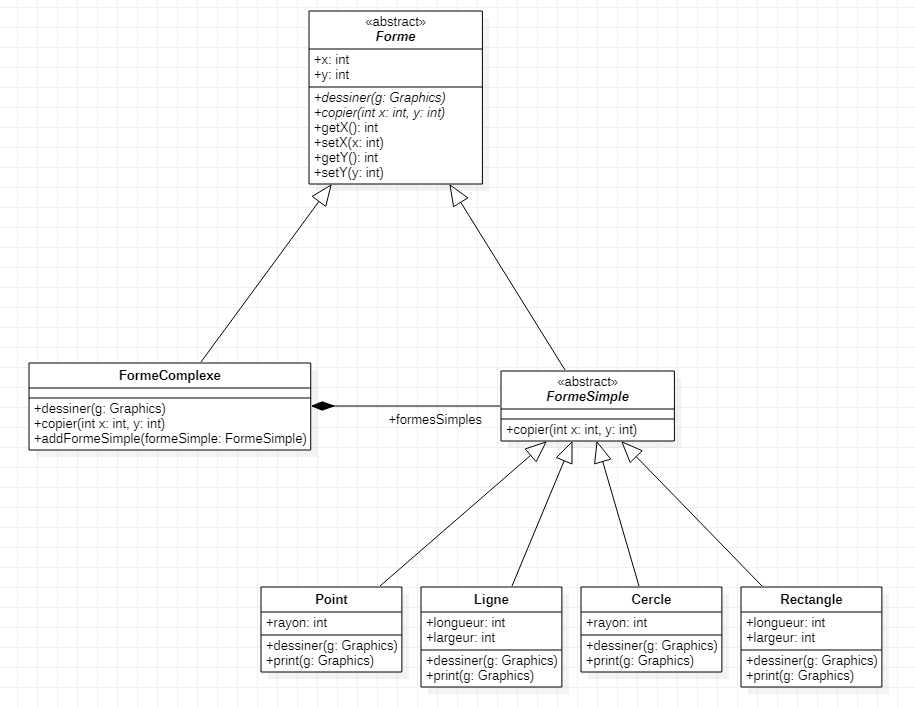 «abstract»
Forme
+x: int
+y: int
+dessiner(g: Graphics)
+copier(int x: int, y: int)
+getX(): int
+setX(x: int)
+getY(): int
+setY(y: int)
FormeComplexe
+dessiner(g: Graphics)
+copier(int x: int, y: int)
+addFormeSimple(formeSimple: FormeSimple)
+formesSimples
«abstract»
FormeSimple
+copier(int x: int, y: int)
Point
+rayon: int
+dessiner(g: Graphics)
+print(g: Graphics)
Ligne
+longueur: int
+largeur: int
+dessiner(g: Graphics)
+print(g: Graphics)
Cercle
+rayon: int
+dessiner(g: Graphics)
+print(g: Graphics)
Rectangle
+longueur: int
+largeur: int
+dessiner(g: Graphics)
+print(g: Graphics)